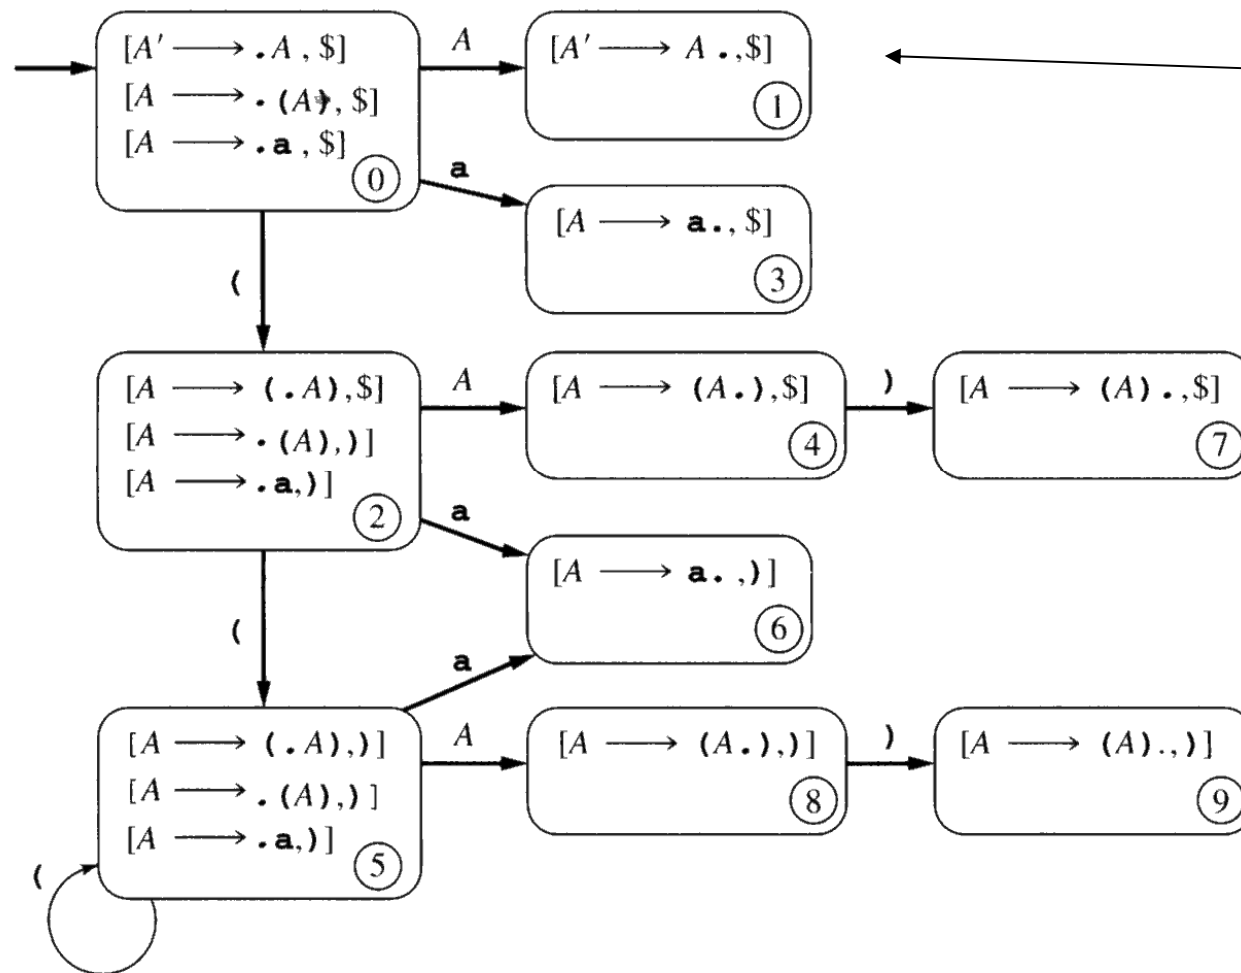 [A′ ⟶ .A , $]
[A ⟶ .(A), $]
[A ⟶ .a , $]
0
A
[A′ ⟶ A .,$]
1
a
[A ⟶ a., $]
3
(
[A ⟶ (.A),$]
[A ⟶ .(A),)]
[A ⟶ .a,)]
2
A
[A ⟶ (A.),$]
4
)
[A ⟶ (A).,$]
7
a
[A ⟶ a. ,)]
6
(
a
[A ⟶ (.A),)]
[A ⟶ .(A),)]
[A ⟶ .a,)]
5
A
[A ⟶ (A.),)]
8
)
[A ⟶ (A).,)]
9
(